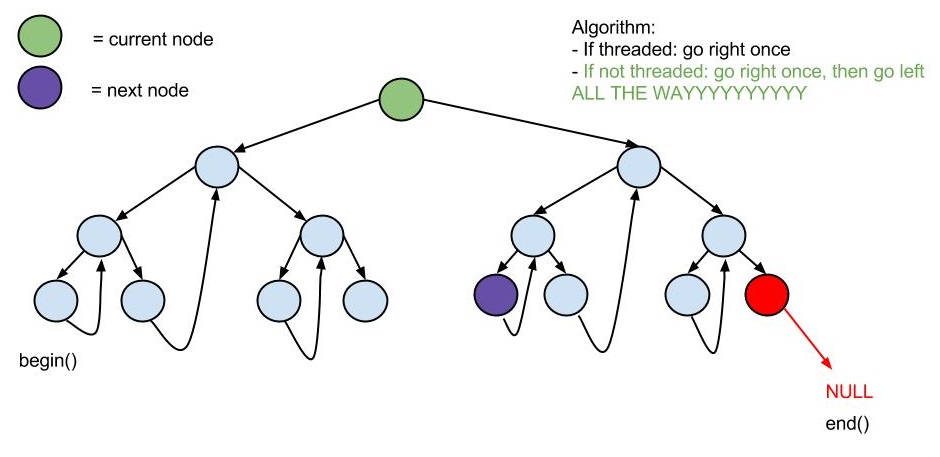 = current node
= next node
Algorithm:
- If threaded: go right once
- If not threaded: go right once, then go left
ALL THE WAYYYYYYYYYYY
begin()
NULL
end()